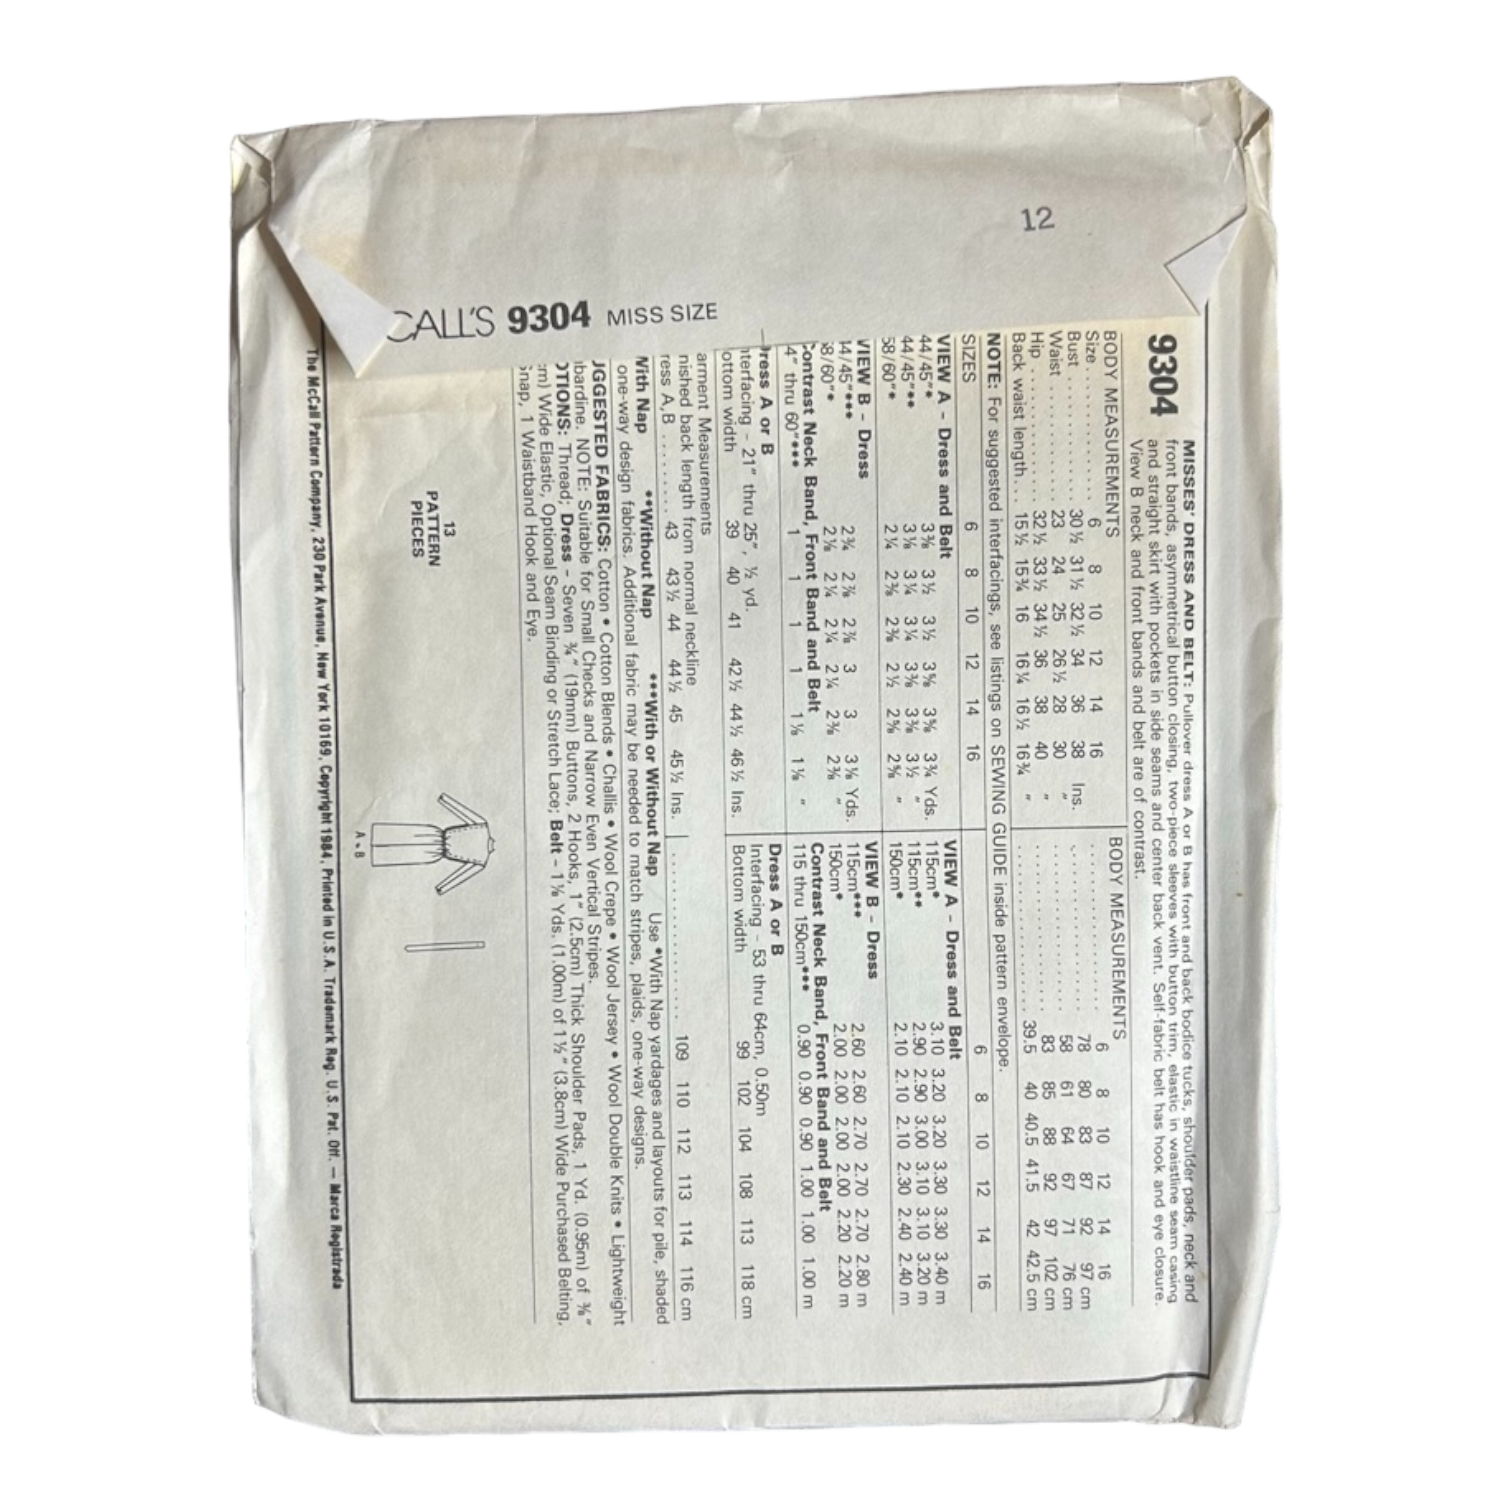 12
CALL'S 9304 MISS SIZE
9304
MISSES' DRESS AND BELT: Pullover dress A or B has front and back bodice tucks, shoulder pads, neck and
front bands, asymmetrical button closing, two-piece sleeves with button trim, elastic in waistline seam casing
and straight skirt with pockets in side seams and center back vent. Self-fabric belt has hook and eye closure.
View B neck and front bands and belt are of contrast.
BODY MEASUREMENTS BODY MEASUREMENTS
Size. . . . . . . . . . . . 6 8 10 12 14 16 . . . . . . . . . . . . 6 8 10 12 14 16
Bust . . . . . . . . . . . 30½ 31½ 32½ 34 36 38 Ins. . . . . . . . . . . . . 78 80 83 87 92 97 cm
Waist . . . . . . . . . . 23 24 25 26½ 28 30 " . . . . . . . . . . . . 58 61 64 67 71 76 cm
Hip . . . . . . . . . . . . 32½ 33½ 34½ 36 38 40 " . . . . . . . . . . . . 83 85 88 92 97 102 cm
Back waist length. . . 15½ 15¾ 16 16¼ 16½ 16¾ " . . . . . . . . . . . . 39.5 40 40.5 41.5 42 42.5 cm
NOTE: For suggested interfacings, see listings on SEWING GUIDE inside pattern envelope.
SIZES 6 8 10 12 14 16 6 8 10 12 14 16
VIEW A - Dress and Belt VIEW A - Dress and Belt
44/45"* 3⅜ 3½ 3½ 3⅝ 3⅝ 3¾ Yds. 115cm* 3.10 3.20 3.20 3.30 3.30 3.40 m
44/45"** 3⅛ 3¼ 3¼ 3⅜ 3⅜ 3½ " 115cm** 2.90 2.90 3.00 3.10 3.10 3.20 m
58/60"* 2¼ 2⅜ 2⅜ 2½ 2⅝ 2⅝ " 150cm* 2.10 2.10 2.10 2.30 2.40 2.40 m
VIEW B - Dress VIEW B - Dress
44/45"*** 2¾ 2⅞ 2⅞ 3 3 3⅛ Yds. 115cm*** 2.60 2.60 2.70 2.70 2.70 2.80 m
58/60"* 2⅛ 2¼ 2¼ 2¼ 2⅜ 2⅜ " 150cm* 2.00 2.00 2.00 2.00 2.20 2.20 m
Contrast Neck Band, Front Band and Belt Contrast Neck Band, Front Band and Belt
4" thru 60"*** 1 1 1 1 1⅛ 1⅛ " 115 thru 150cm*** 0.90 0.90 0.90 1.00 1.00 1.00 m
Dress A or B Dress A or B
nterfacing - 21" thru 25", ½ yd. Interfacing - 53 thru 64cm, 0.50m
ottom width 39 40 41 42½ 44½ 46½ Ins. Bottom width 99 102 104 108 113 118 cm
arment Measurements
nished back length from normal neckline
ress A,B . . . . . . . . 43 43½ 44 44½ 45 45½ Ins. . . . . . . . . . . . . 109 110 112 113 114 116 cm
With Nap **Without Nap ***With or Without Nap Use *With Nap yardages and layouts for pile, shaded
one-way design fabrics. Additional fabric may be needed to match stripes, plaids, one-way designs.
UGGESTED FABRICS: Cotton • Cotton Blends • Challis • Wool Crepe • Wool Jersey • Wool Double Knits • Lightweight
bardine. NOTE: Suitable for Small Checks and Narrow Even Vertical Stripes.
OTIONS: Thread; Dress - Seven ¾" (19mm) Buttons, 2 Hooks, 1" (2.5cm) Thick Shoulder Pads, 1 Yd. (0.95m) of ⅜"
cm) Wide Elastic, Optional Seam Binding or Stretch Lace; Belt - 1⅛ Yds. (1.00m) of 1½" (3.8cm) Wide Purchased Belting,
Snap, 1 Waistband Hook and Eye.
13
PATTERN
PIECES
A - B
The McCall Pattern Company, 230 Park Avenue, New York 10169, Copyright 1984, Printed in U.S.A. Trademark Reg. U.S. Pat. Off. — Marca Registrada